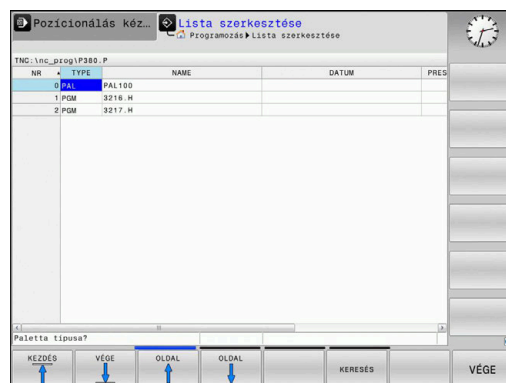 Pozícionálás kéz...
Lista szerkesztése
Programozás▶Lista szerkesztése
TNC:\nc_prog\P380.P
NR TYPE NAME DATUM PRES
0 PAL PAL100
1 PGM 3216.H
2 PGM 3217.H
Paletta típusa?
KEZDÉS VÉGE OLDAL OLDAL KERESÉS VÉGE